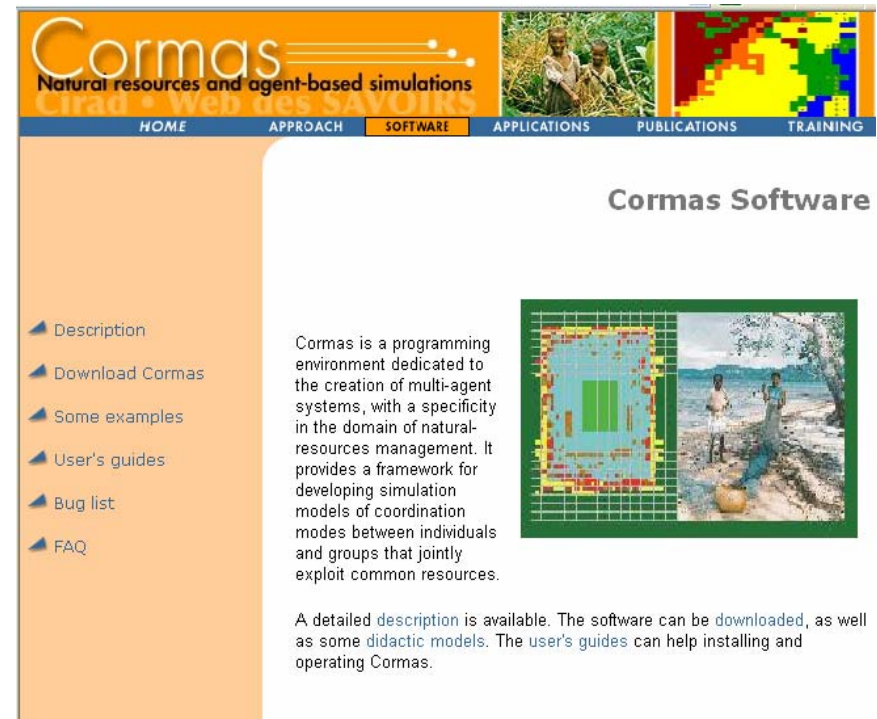 Cormas
Natural resources and agent-based simulations
Cirad • Web des SAVOIRS
HOME APPROACH SOFTWARE APPLICATIONS PUBLICATIONS TRAINING
Cormas Software
Description
Download Cormas
Some examples
User's guides
Bug list
FAQ
Cormas is a programming
environment dedicated to
the creation of multi-agent
systems, with a specificity
in the domain of natural-
resources management. It
provides a framework for
developing simulation
models of coordination
modes between individuals
and groups that jointly
exploit common resources.
A detailed description is available. The software can be downloaded, as well
as some didactic models. The user's guides can help installing and
operating Cormas.